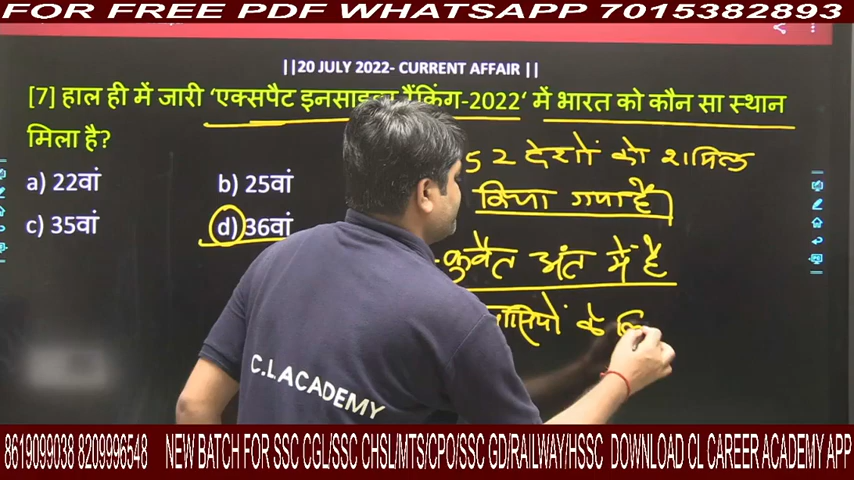 FOR FREE PDF WHATSAPP 7015382893
||20 JULY 2022- CURRENT AFFAIR ||
[7] हाल ही में जारी ‘एक्सपैट इनसाइडर रैंकिंग-2022‘ में भारत को कौन सा स्थान
मिला है?
a) 22वां b) 25वां
c) 35वां d) 36वां
52 देशों को शामिल
किया गया है
- कुवैत अंत में है
के लि
C.L.ACADEMY
8619099038 8209996548 NEW BATCH FOR SSC CGL/SSC CHSL/MTS/CPO/SSC GD/RAILWAY/HSSC DOWNLOAD CL CAREER ACADEMY APP